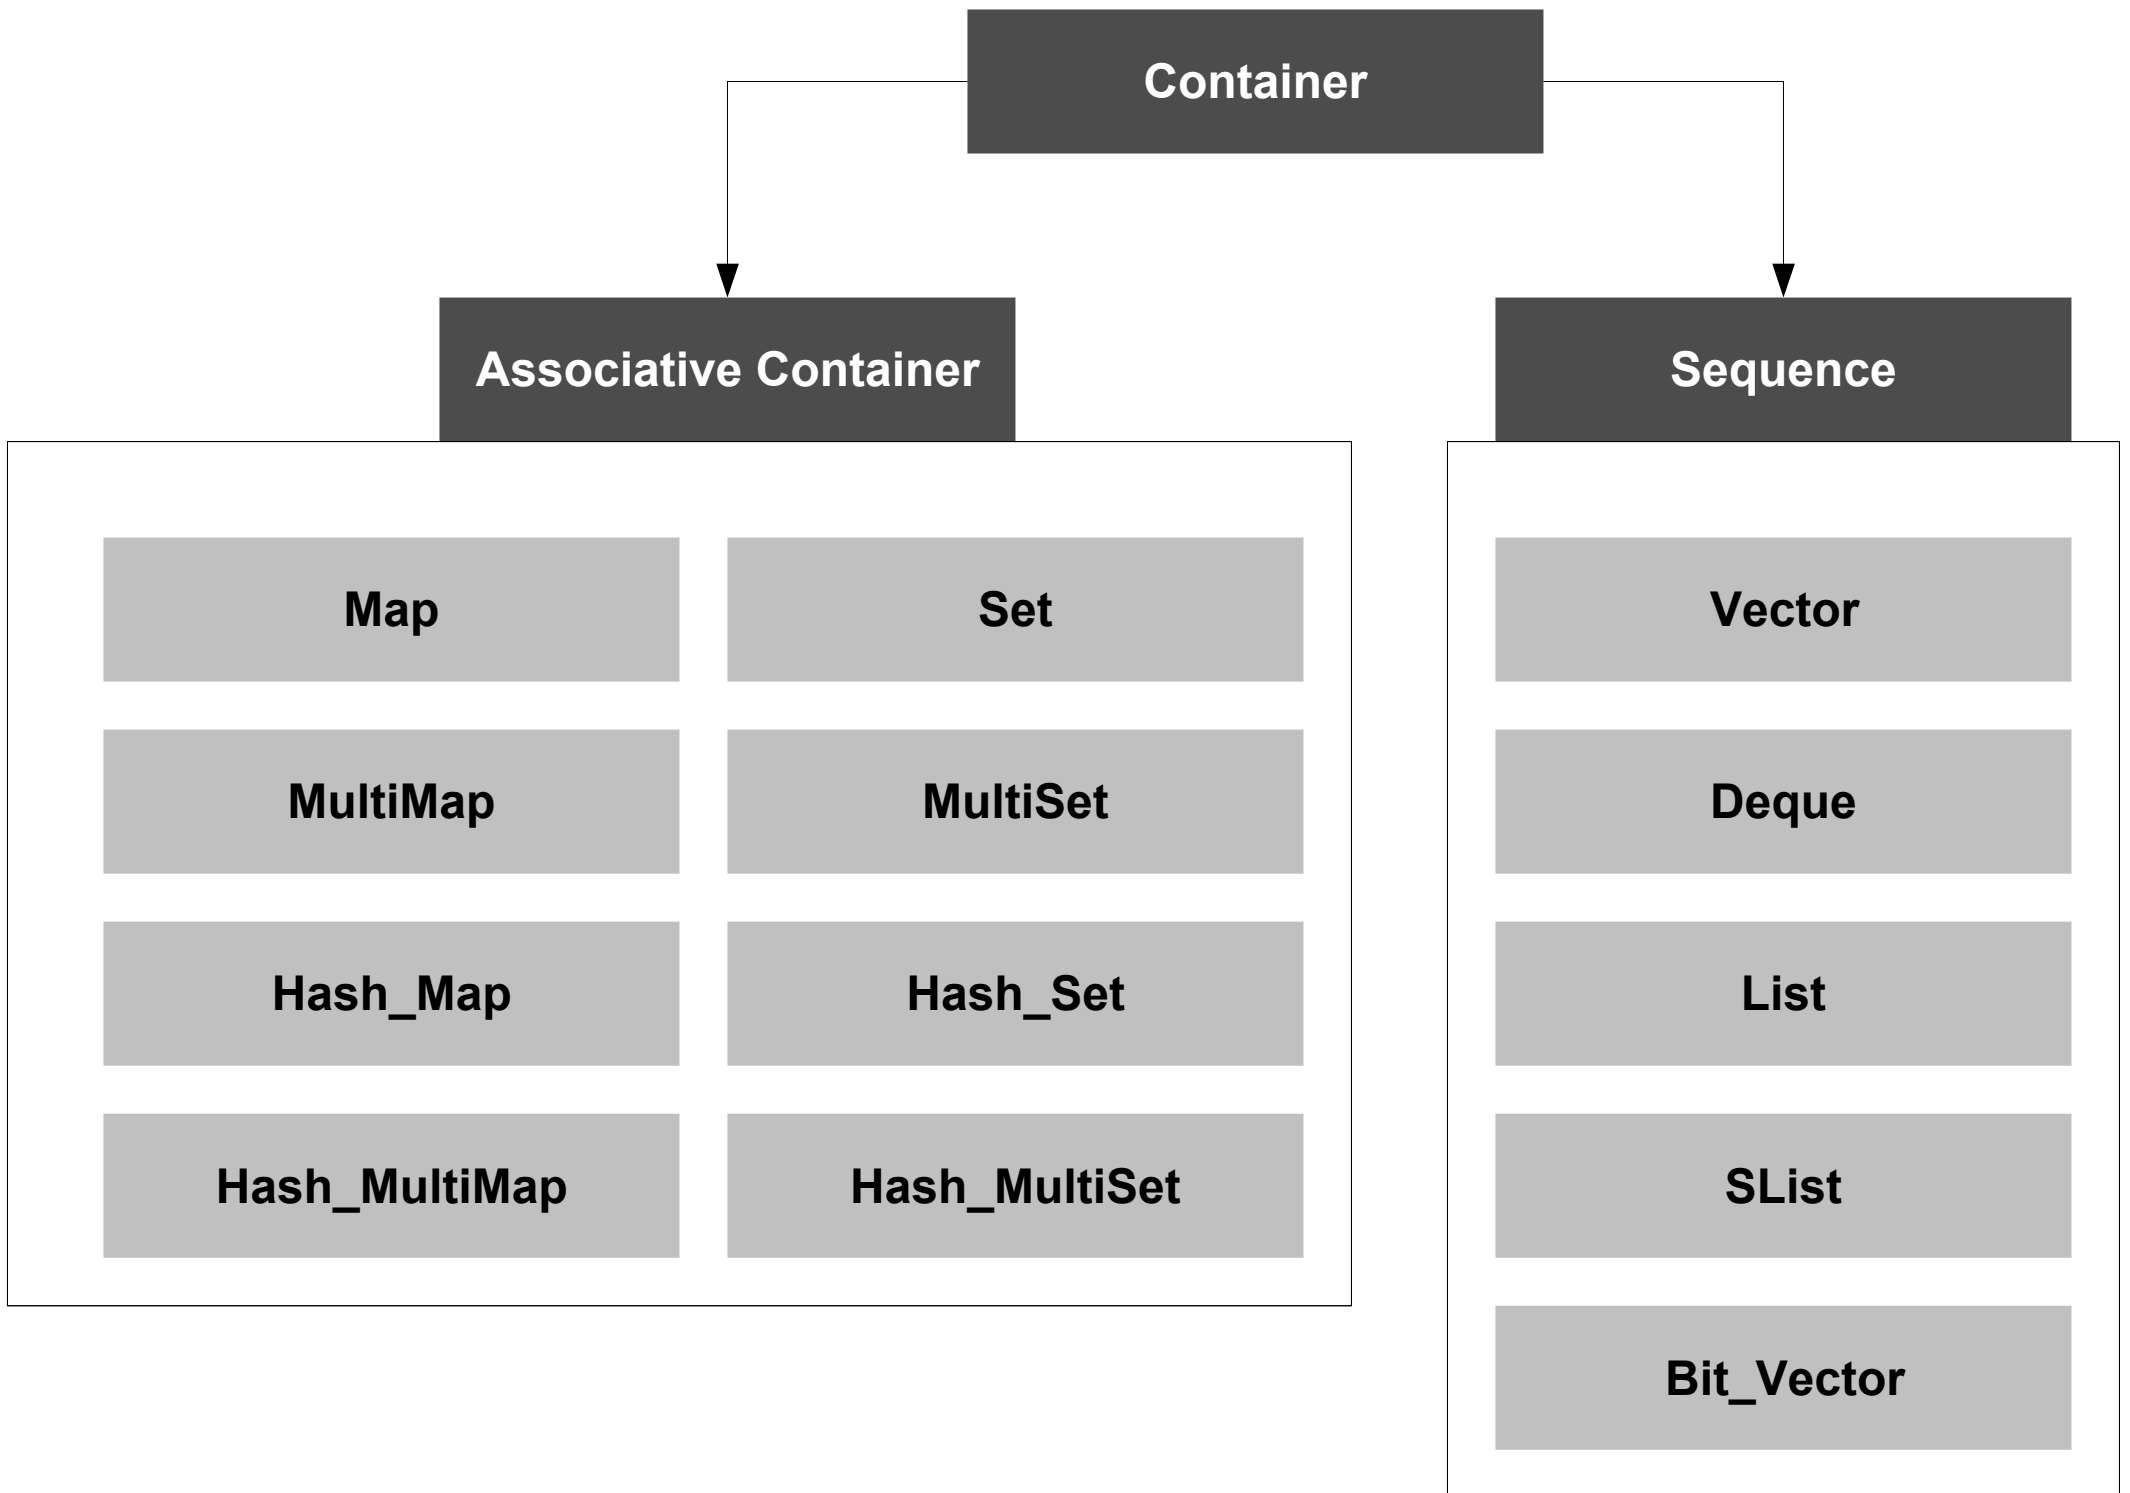 Container
Associative Container
Sequence
Map
Set
Vector
MultiMap
MultiSet
Deque
Hash_Map
Hash_Set
List
Hash_MultiMap
Hash_MultiSet
SList
Bit_Vector